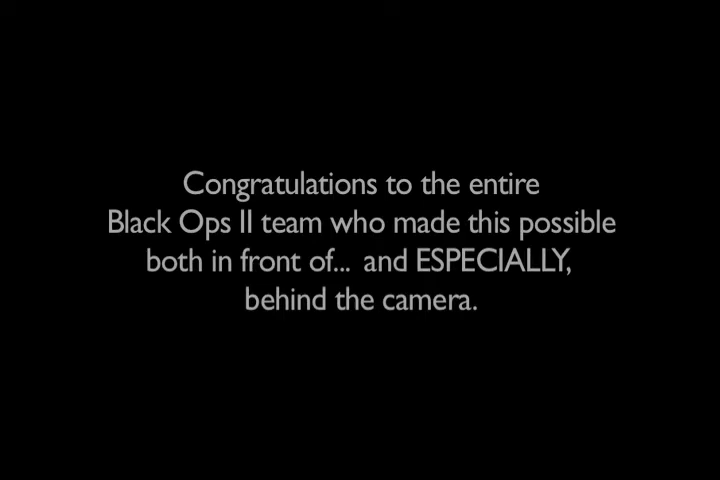 Congratulations to the entire
Black Ops II team who made this possible
both in front of... and ESPECIALLY,
behind the camera.